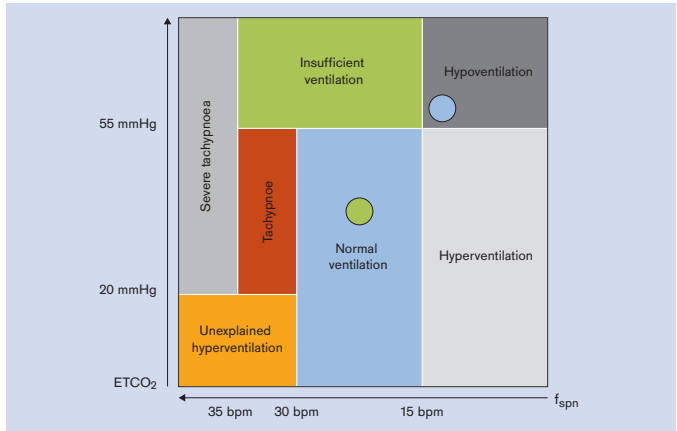 Insufficient
ventilation
Hypoventilation
55 mmHg
Severe tachypnoea
Tachypnoe
Normal
ventilation
Hyperventilation
20 mmHg
Unexplained
hyperventilation
ETCO₂
fspn
35 bpm
30 bpm
15 bpm